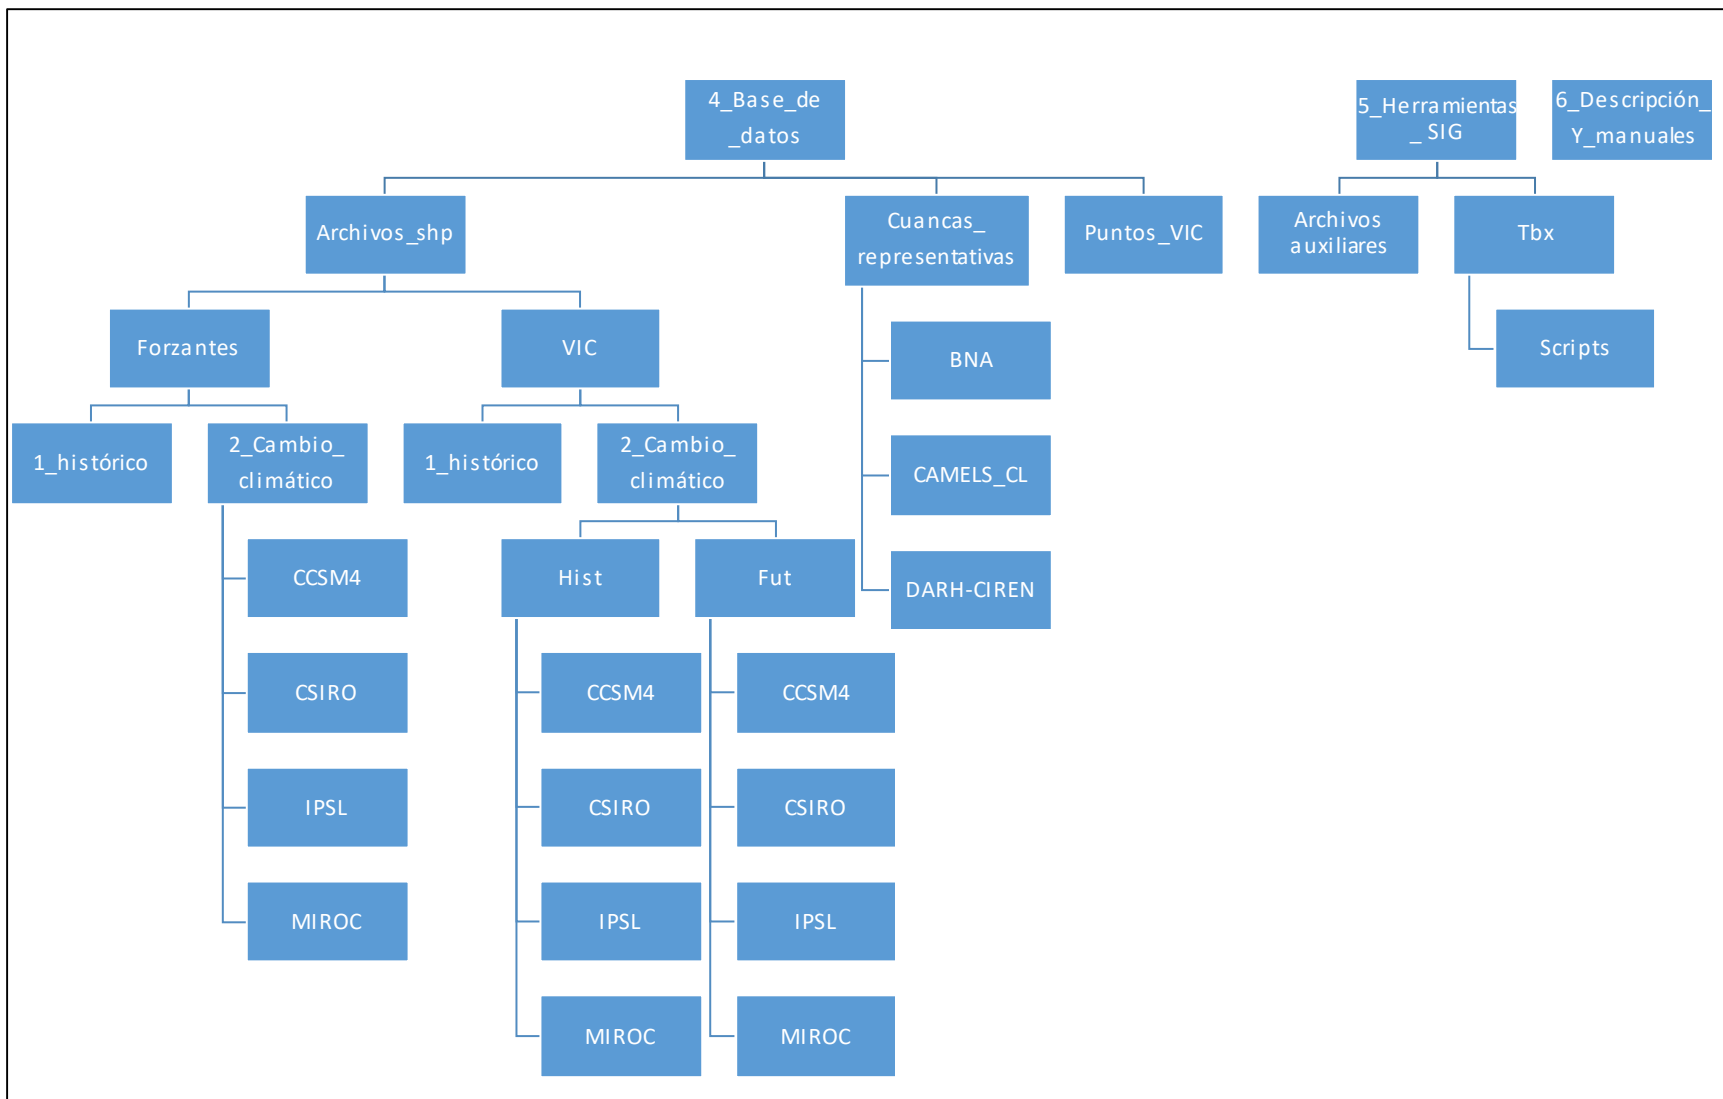 4_Base_de
_datos
5_Herramientas
_SIG
6_Descripción_
Y_manuales
Archivos_shp
Cuancas_
representativas
Puntos_VIC
Archivos
auxiliares
Tbx
Forzantes
VIC
BNA
Scripts
1_histórico
2_Cambio_
climático
1_histórico
2_Cambio_
climático
CAMELS_CL
CCSM4
Hist
Fut
DARH-CIREN
CSIRO
CCSM4
CCSM4
IPSL
CSIRO
CSIRO
MIROC
IPSL
IPSL
MIROC
MIROC